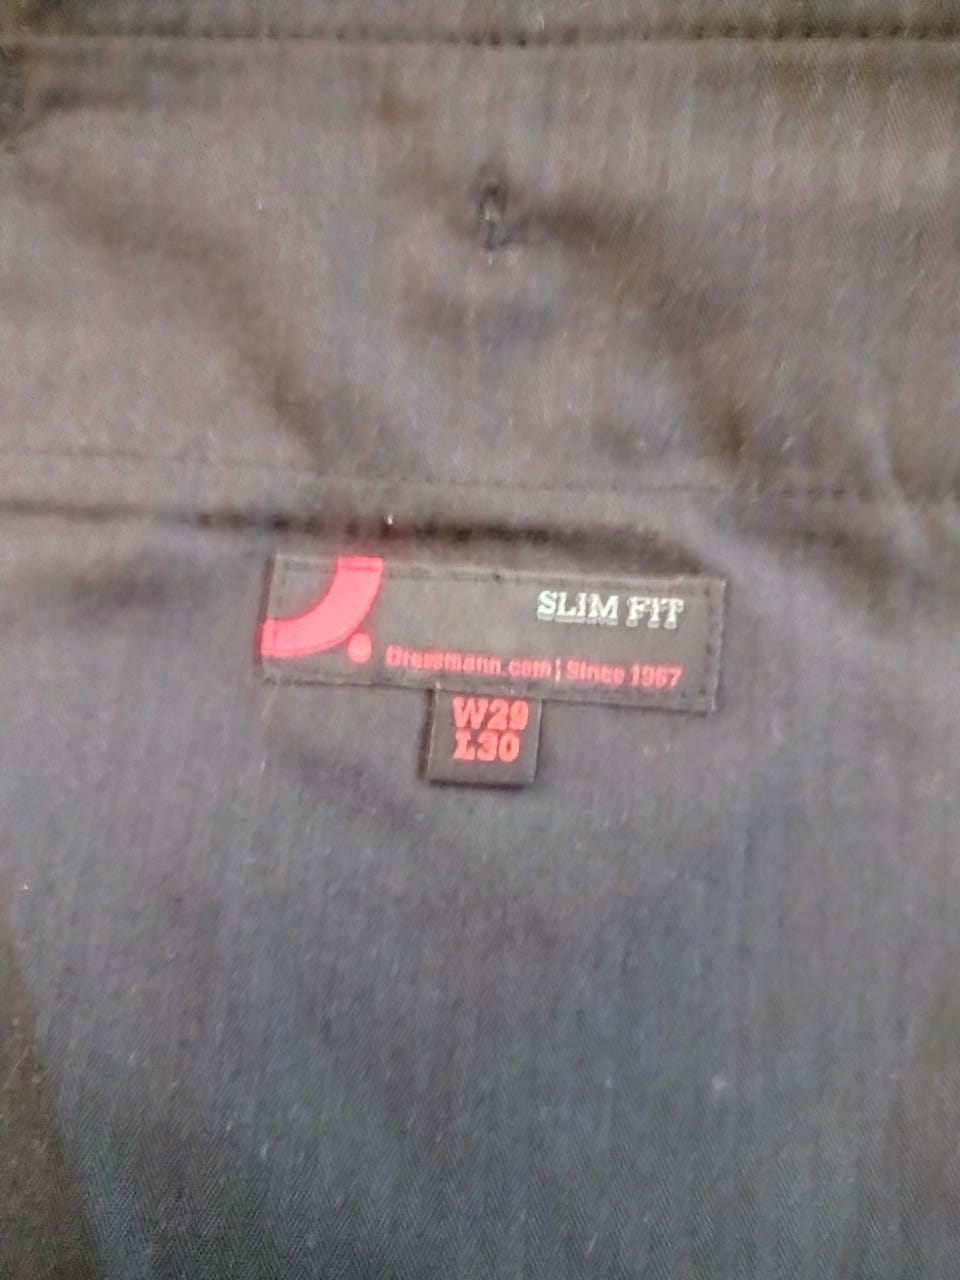 SLIM FIT
Dressmann.com | Since 1967
W29
L30